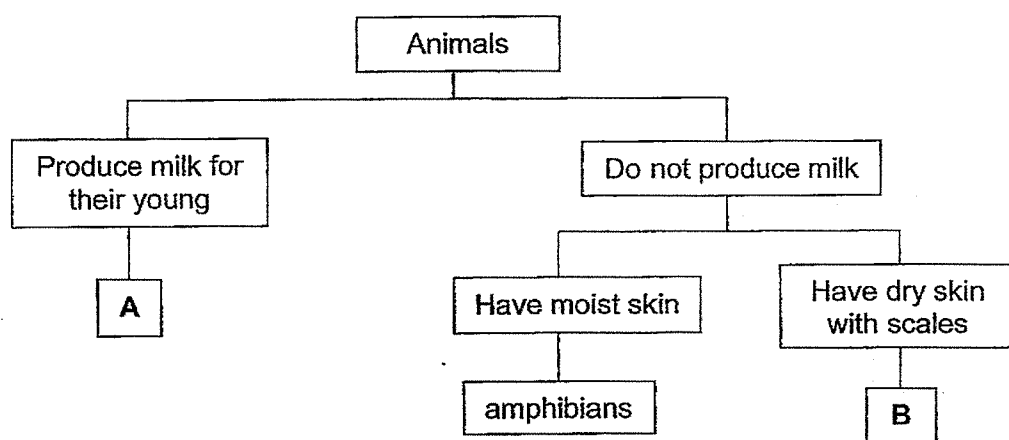 Animals
Produce milk for
their young
Do not produce milk
A
Have moist skin
Have dry skin
with scales
amphibians
B